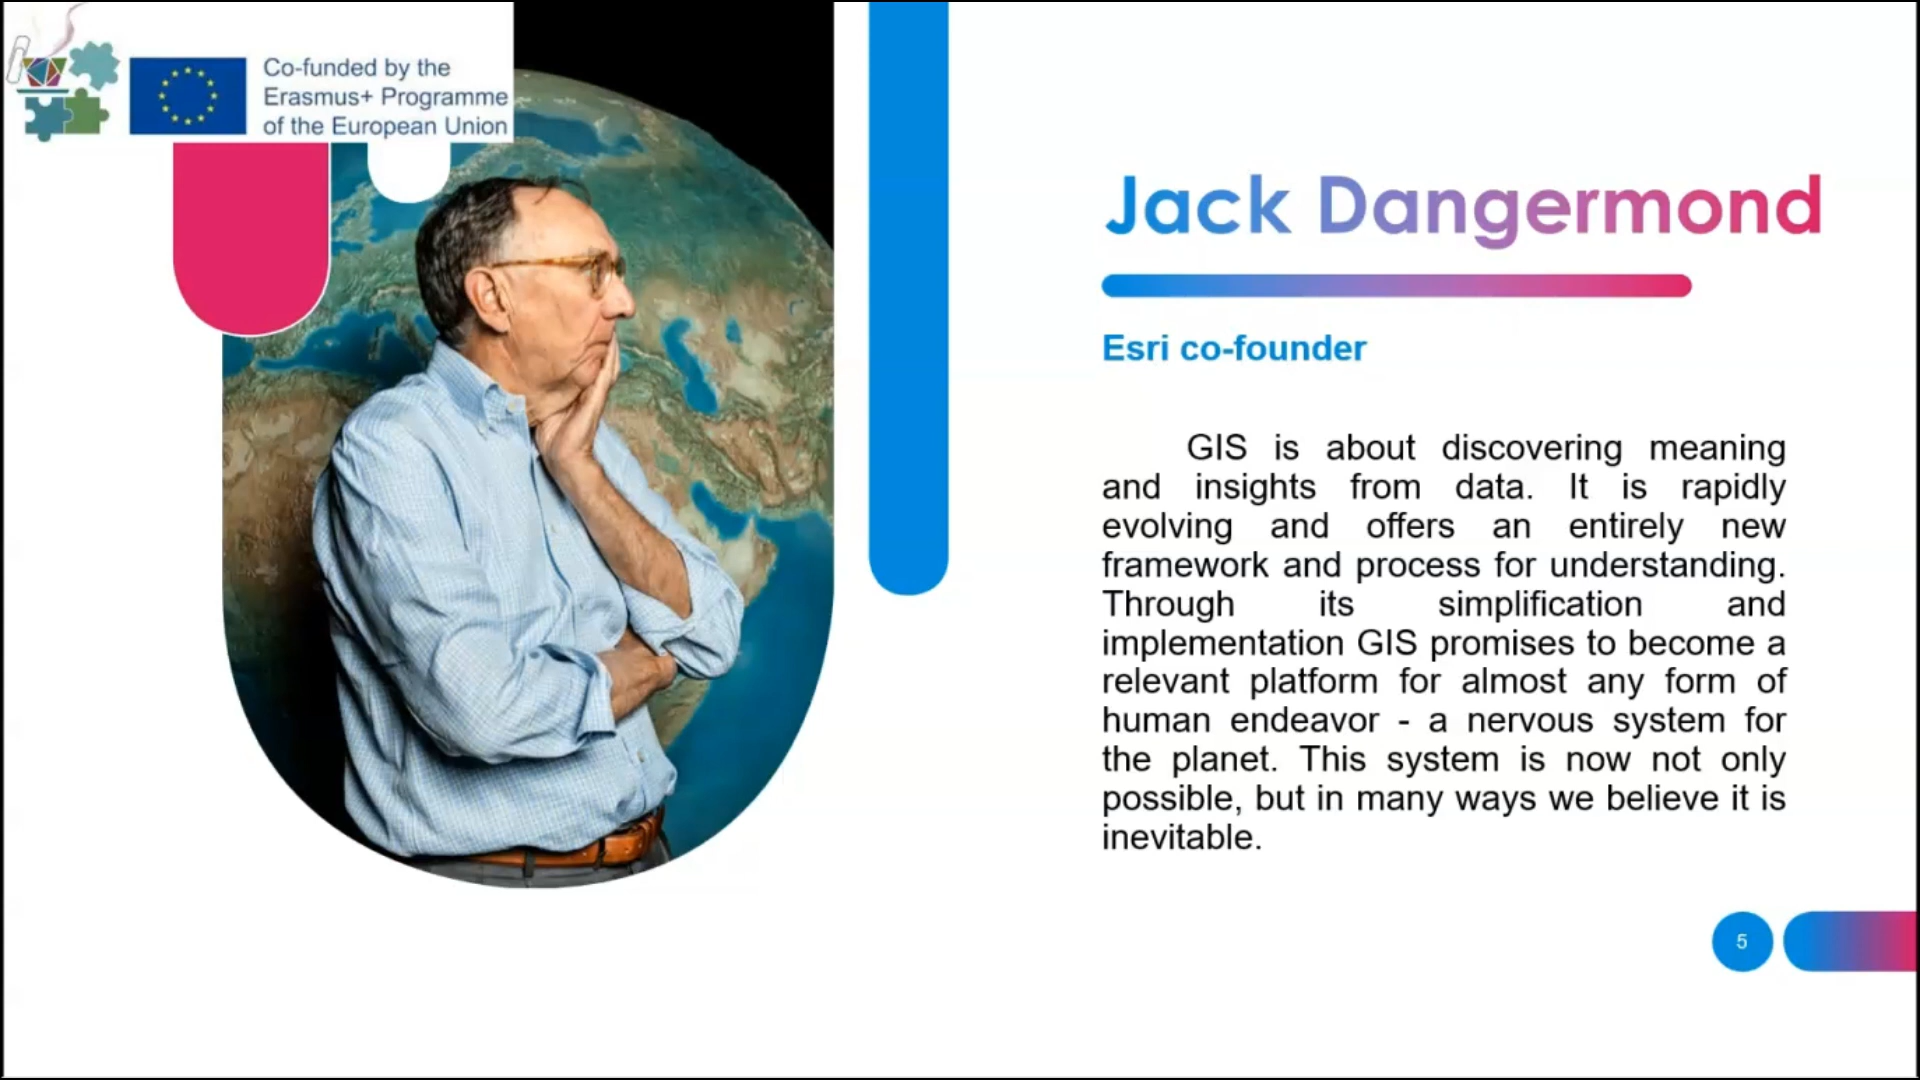 Co-funded by the
Erasmus+ Programme
of the European Union
Jack Dangermond
Esri co-founder
GIS is about discovering meaning
and insights from data. It is rapidly
evolving and offers an entirely new
framework and process for understanding.
Through its simplification and
implementation GIS promises to become a
relevant platform for almost any form of
human endeavor - a nervous system for
the planet. This system is now not only
possible, but in many ways we believe it is
inevitable.
5